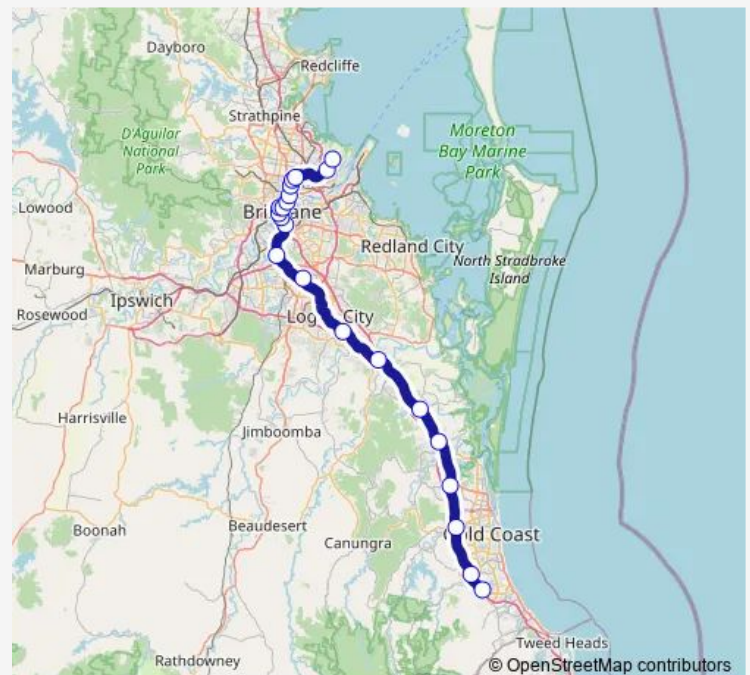 Dayboro
Redcliffe
Strathpine
D'Aguilar
National
Park
Moreton
Bay Marine
Park
Lowood
Brisbane
Redland City
North Stradbroke
Island
Marburg
Ipswich
Rosewood
Logan City
Harrisville
Jimboomba
Boonah
Beaudesert
Gold Coast
Canungra
Tweed Heads
Rathdowney
© OpenStreetMap contributors